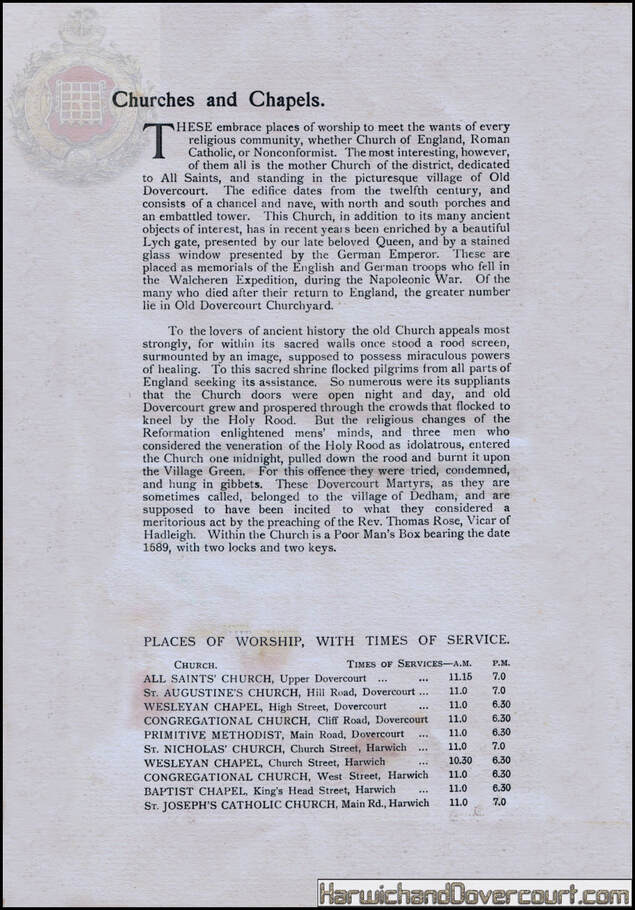 Churches and Chapels.
THESE embrace places of worship to meet the wants of every
religious community, whether Church of England, Roman
Catholic, or Nonconformist. The most interesting, however,
of them all is the mother Church of the district, dedicated
to All Saints, and standing in the picturesque village of Old
Dovercourt. The edifice dates from the twelfth century, and
consists of a chancel and nave, with north and south porches and
an embattled tower. This Church, in addition to its many ancient
objects of interest, has in recent years been enriched by a beautiful
Lych gate, presented by our late beloved Queen, and by a stained
glass window presented by the German Emperor. These are
placed as memorials of the English and German troops who fell in
the Walcheren Expedition, during the Napoleonic War. Of the
many who died after their return to England, the greater number
lie in Old Dovercourt Churchyard.
To the lovers of ancient history the old Church appeals most
strongly, for within its sacred walls once stood a rood screen,
surmounted by an image, supposed to possess miraculous powers
of healing. To this sacred shrine flocked pilgrims from all parts of
England seeking its assistance. So numerous were its suppliants
that the Church doors were open night and day, and old
Dovercourt grew and prospered through the crowds that flocked to
kneel by the Holy Rood. But the religious changes of the
Reformation enlightened mens' minds, and three men who
considered the veneration of the Holy Rood as idolatrous, entered
the Church one midnight, pulled down the rood and burnt it upon
the Village Green. For this offence they were tried, condemned,
and hung in gibbets. These Dovercourt Martyrs, as they are
sometimes called, belonged to the village of Dedham, and are
supposed to have been incited to what they considered a
meritorious act by the preaching of the Rev. Thomas Rose, Vicar of
Hadleigh. Within the Church is a Poor Man's Box bearing the date
1589, with two locks and two keys.
PLACES OF WORSHIP, WITH TIMES OF SERVICE.
CHURCH. TIMES OF SERVICES—A.M. P.M.
ALL SAINTS' CHURCH, Upper Dovercourt ... ... 11.15 7.0
ST. AUGUSTINE'S CHURCH, Hill Road, Dovercourt ... 11.0 7.0
WESLEYAN CHAPEL, High Street, Dovercourt ... 11.0 6.30
CONGREGATIONAL CHURCH, Cliff Road, Dovercourt 11.0 6.30
PRIMITIVE METHODIST, Main Road, Dovercourt ... 11.0 6.30
ST. NICHOLAS' CHURCH, Church Street, Harwich ... 11.0 7.0
WESLEYAN CHAPEL, Church Street, Harwich ... 10.30 6.30
CONGREGATIONAL CHURCH, West Street, Harwich 11.0 6.30
BAPTIST CHAPEL, King's Head Street, Harwich ... 11.0 6.30
ST. JOSEPH'S CATHOLIC CHURCH, Main Rd., Harwich 11.0 7.0
HarwichandDovercourt.com